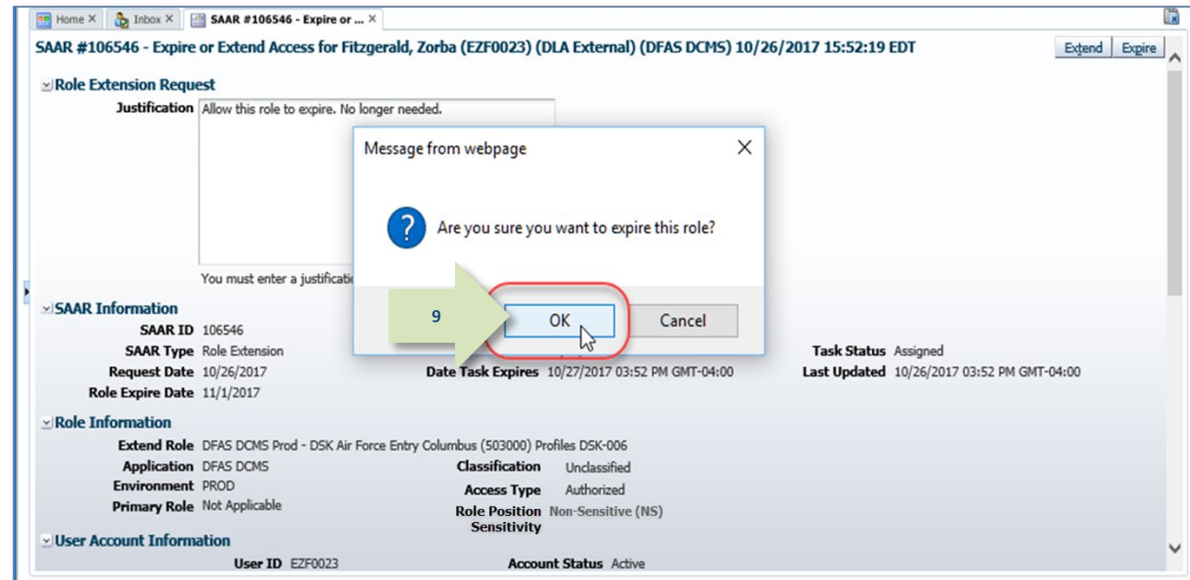 Home X Inbox X SAAR #106546 - Expire or ... X
SAAR #106546 - Expire or Extend Access for Fitzgerald, Zorba (EZF0023) (DLA External) (DFAS DCMS) 10/26/2017 15:52:19 EDT Extend Expire
Role Extension Request
Justification Allow this role to expire. No longer needed.
Message from webpage
Are you sure you want to expire this role?
You must enter a
9 OK Cancel
SAAR Information
SAAR ID 106546
SAAR Type Role Extension Task Status Assigned
Request Date 10/26/2017 Date Task Expires 10/27/2017 03:52 PM GMT-04:00 Last Updated 10/26/2017 03:52 PM GMT-04:00
Role Expire Date 11/1/2017
Role Information
Extend Role DFAS DCMS Prod - DSK Air Force Entry Columbus (503000) Profiles DSK-006
Application DFAS DCMS Classification Unclassified
Environment PROD Access Type Authorized
Primary Role Not Applicable Role Position Non-Sensitive (NS)
Sensitivity
User Account Information
User ID EZF0023 Account Status Active